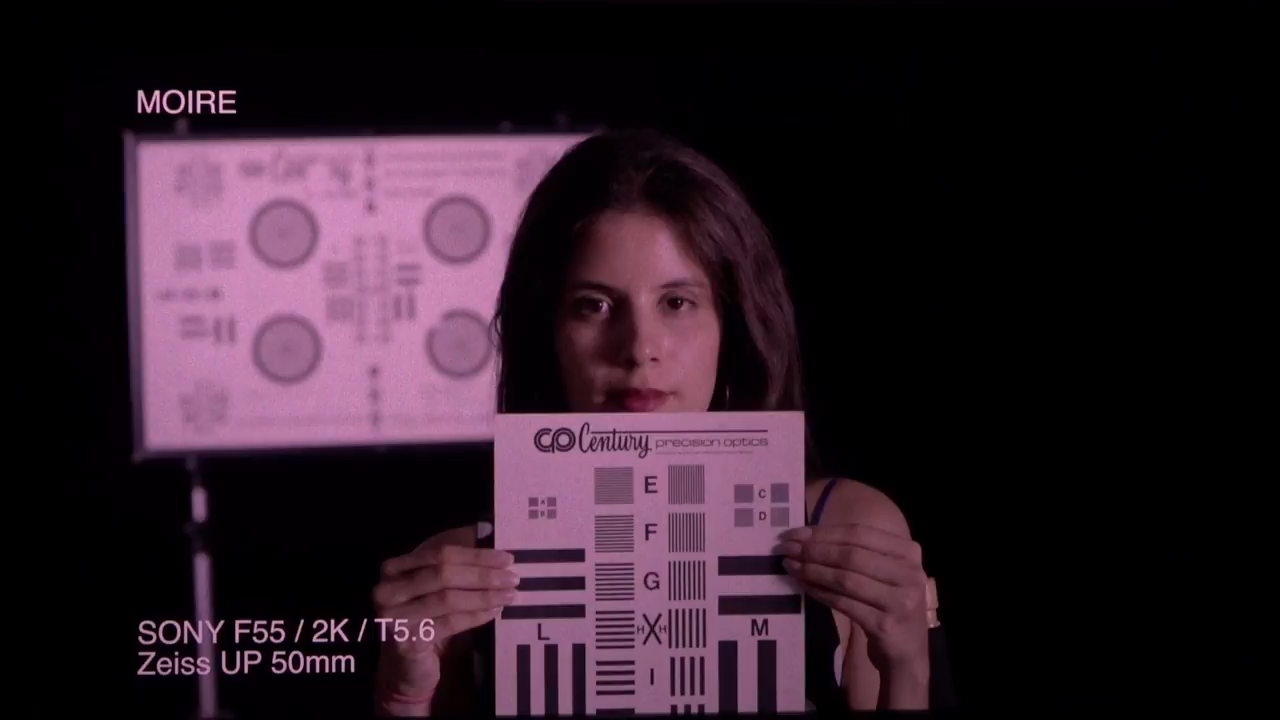 MOIRE
Century precision optics
E
A
B
C
D
F
G
H X H
L
M
I
SONY F55 / 2K / T5.6
Zeiss UP 50mm